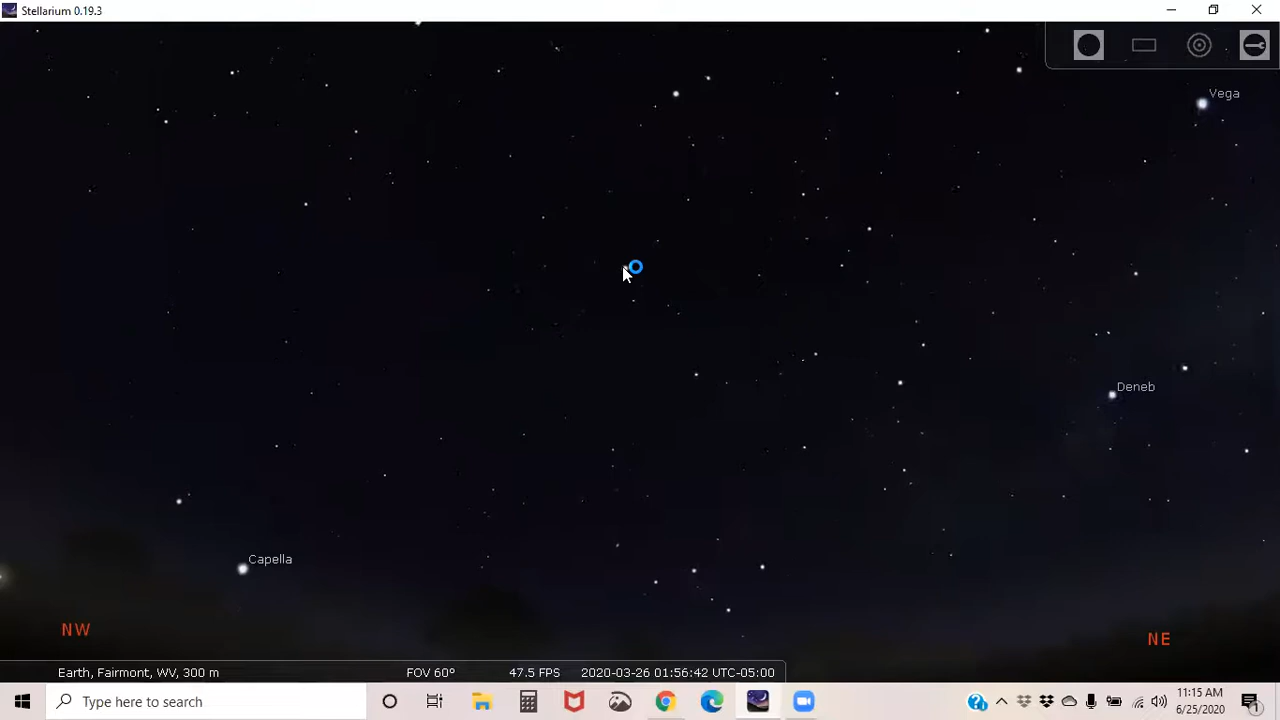 Stellarium 0.19.3
Vega
Deneb
Capella
NW
NE
Earth, Fairmont, WV, 300 m FOV 60° 47.5 FPS 2020-03-26 01:56:42 UTC-05:00
Type here to search
11:15 AM
6/25/2020
1